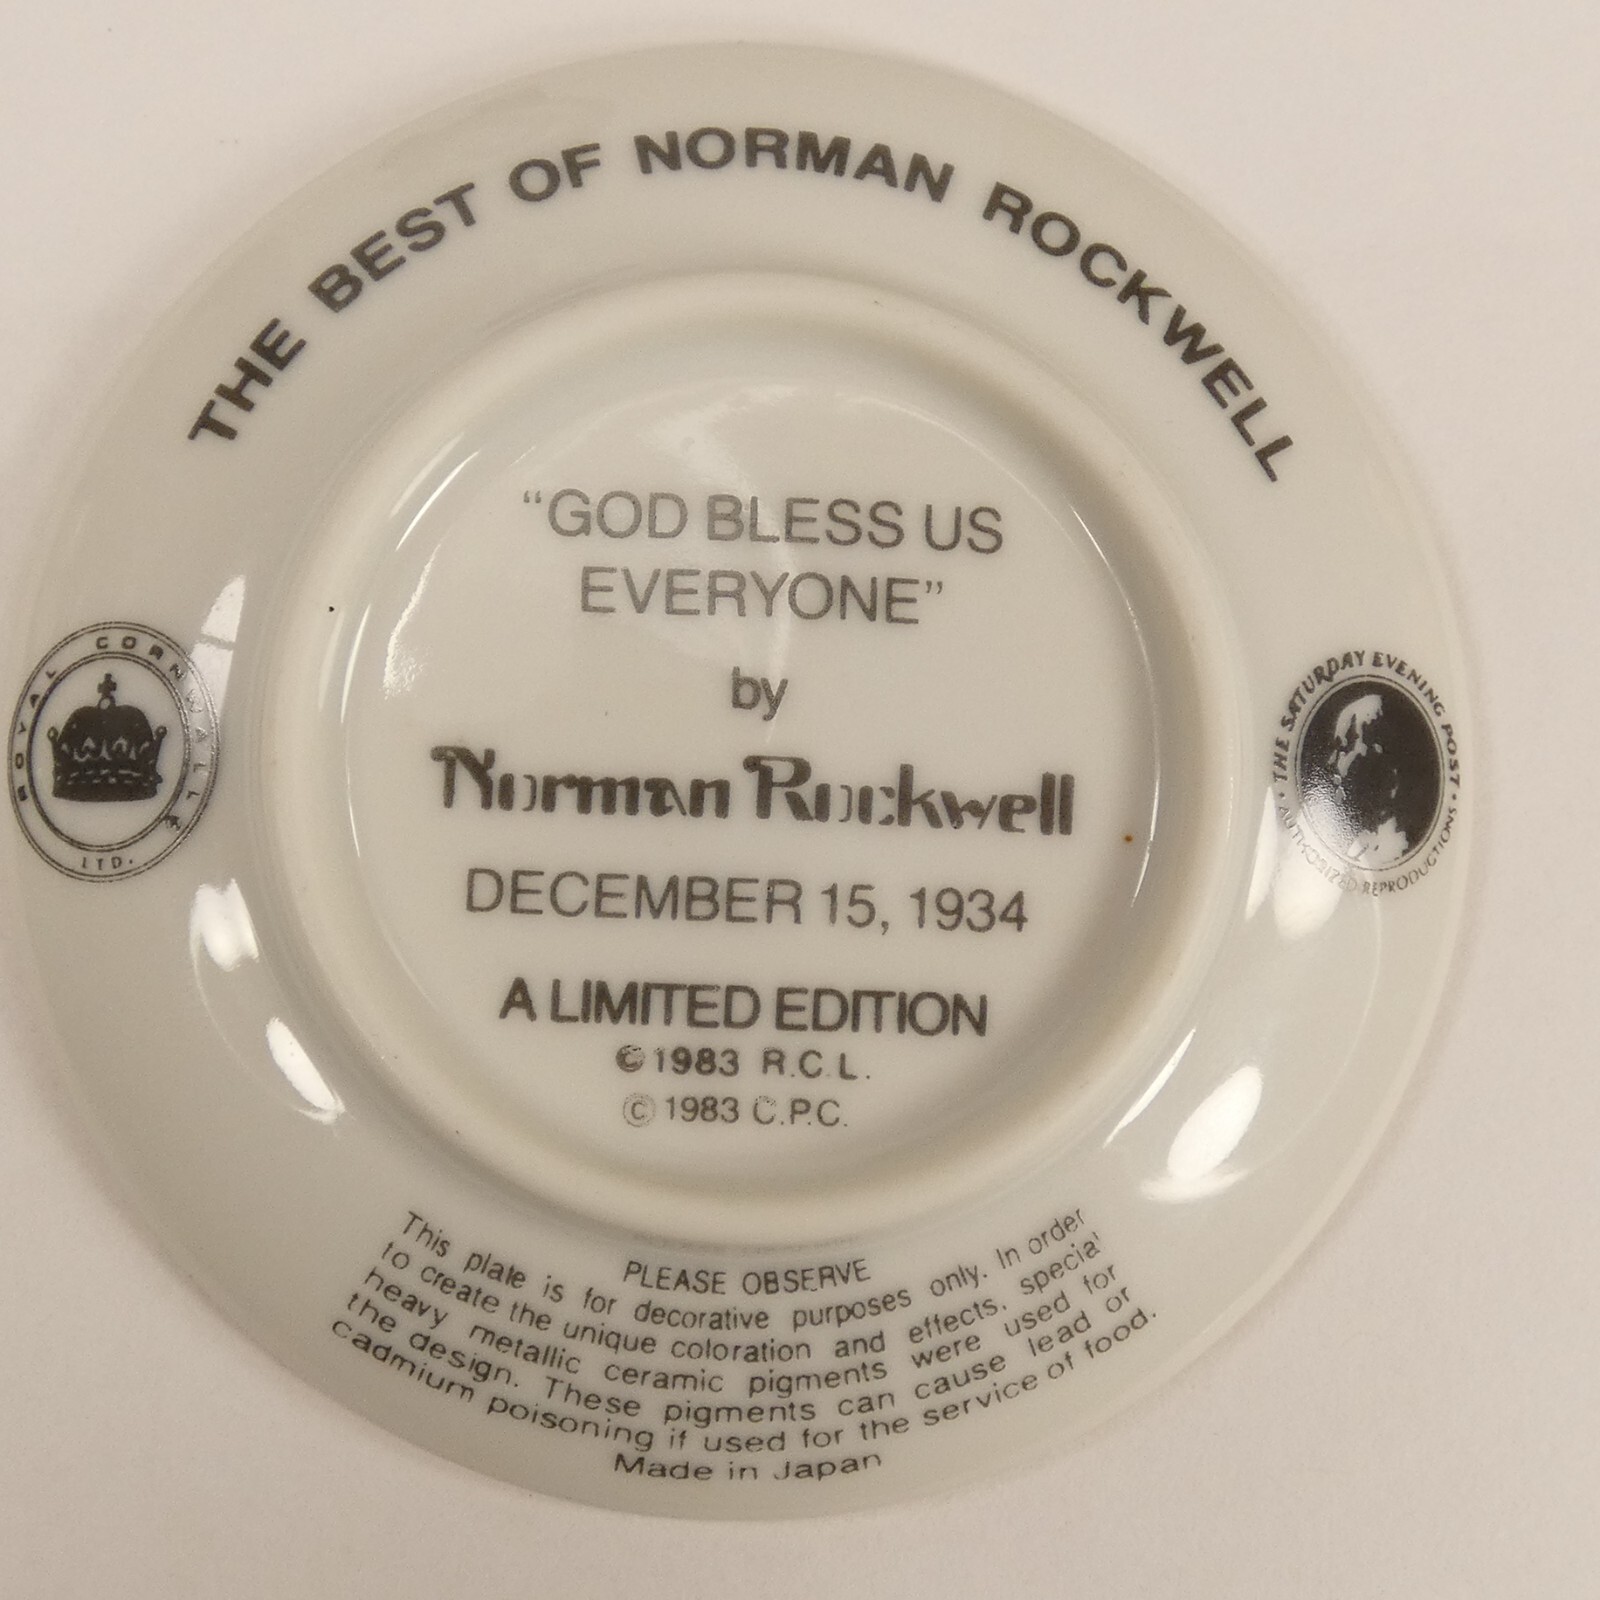 THE BEST OF NORMAN ROCKWELL
"GOD BLESS US
EVERYONE"
by
Norman Rockwell
DECEMBER 15, 1934
A LIMITED EDITION
©1983 R.C.L.
©1983 C.P.C.
ROYAL CORNWALL
LTD.
THE SATURDAY EVENING POST
AUTHORIZED REPRODUCTIONS
PLEASE OBSERVE
This plate is for decorative purposes only. In order
to create the unique coloration and effects, special
heavy metallic ceramic pigments were used for
the design. These pigments can cause lead or
cadmium poisoning if used for the service of food.
Made in Japan